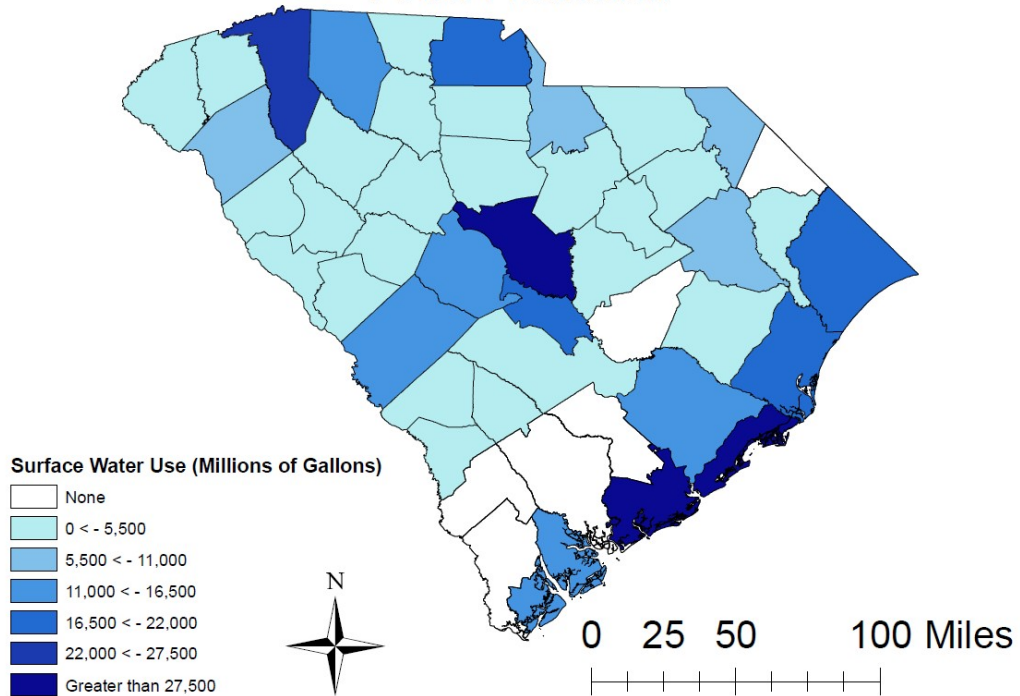 Surface Water Use (Millions of Gallons)
None
0 < - 5,500
5,500 < - 11,000
11,000 < - 16,500
16,500 < - 22,000
22,000 < - 27,500
Greater than 27,500
N
0 25 50 100 Miles